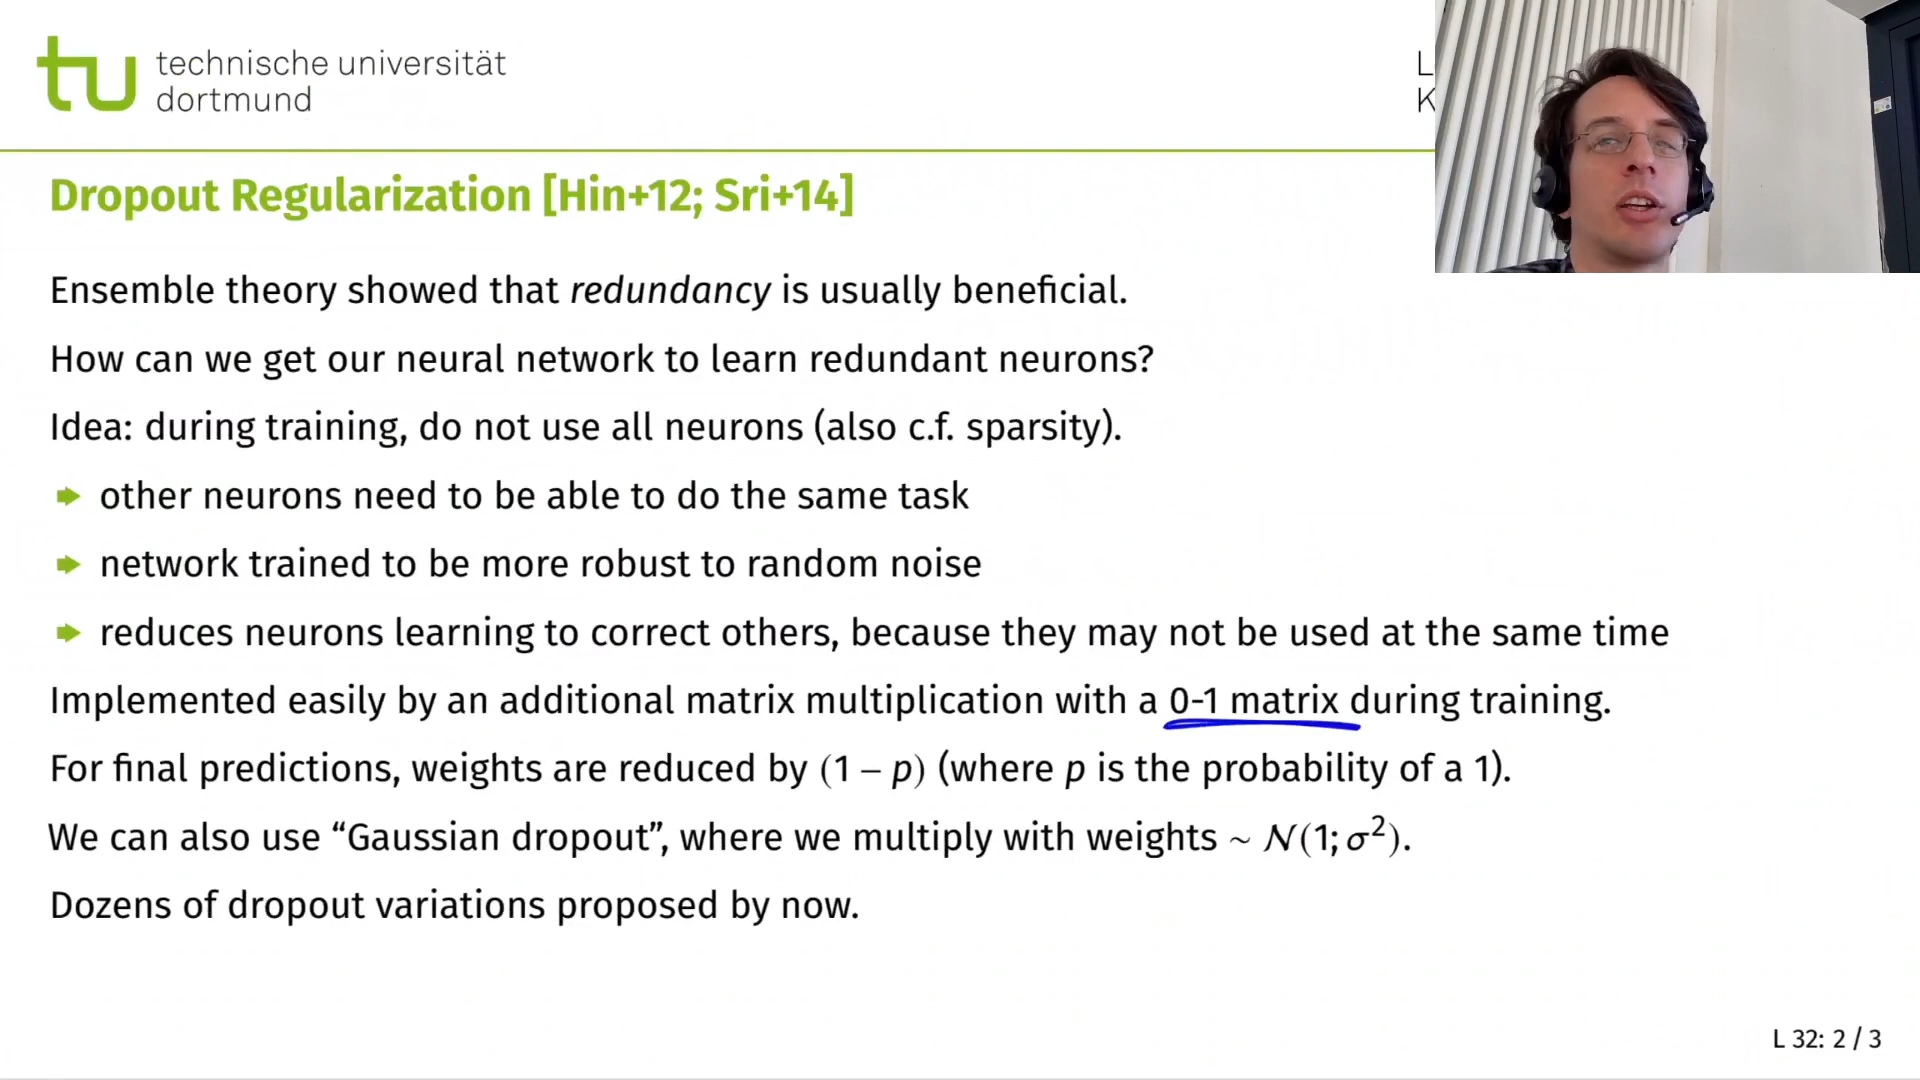 technische universität
dortmund
L
K
Dropout Regularization [Hin+12; Sri+14]
Ensemble theory showed that redundancy is usually beneficial.
How can we get our neural network to learn redundant neurons?
Idea: during training, do not use all neurons (also c.f. sparsity).
other neurons need to be able to do the same task
network trained to be more robust to random noise
reduces neurons learning to correct others, because they may not be used at the same time
Implemented easily by an additional matrix multiplication with a 0-1 matrix during training.
For final predictions, weights are reduced by (1 – p) (where p is the probability of a 1).
We can also use “Gaussian dropout”, where we multiply with weights ~ N(1; σ²).
Dozens of dropout variations proposed by now.
L 32: 2 / 3